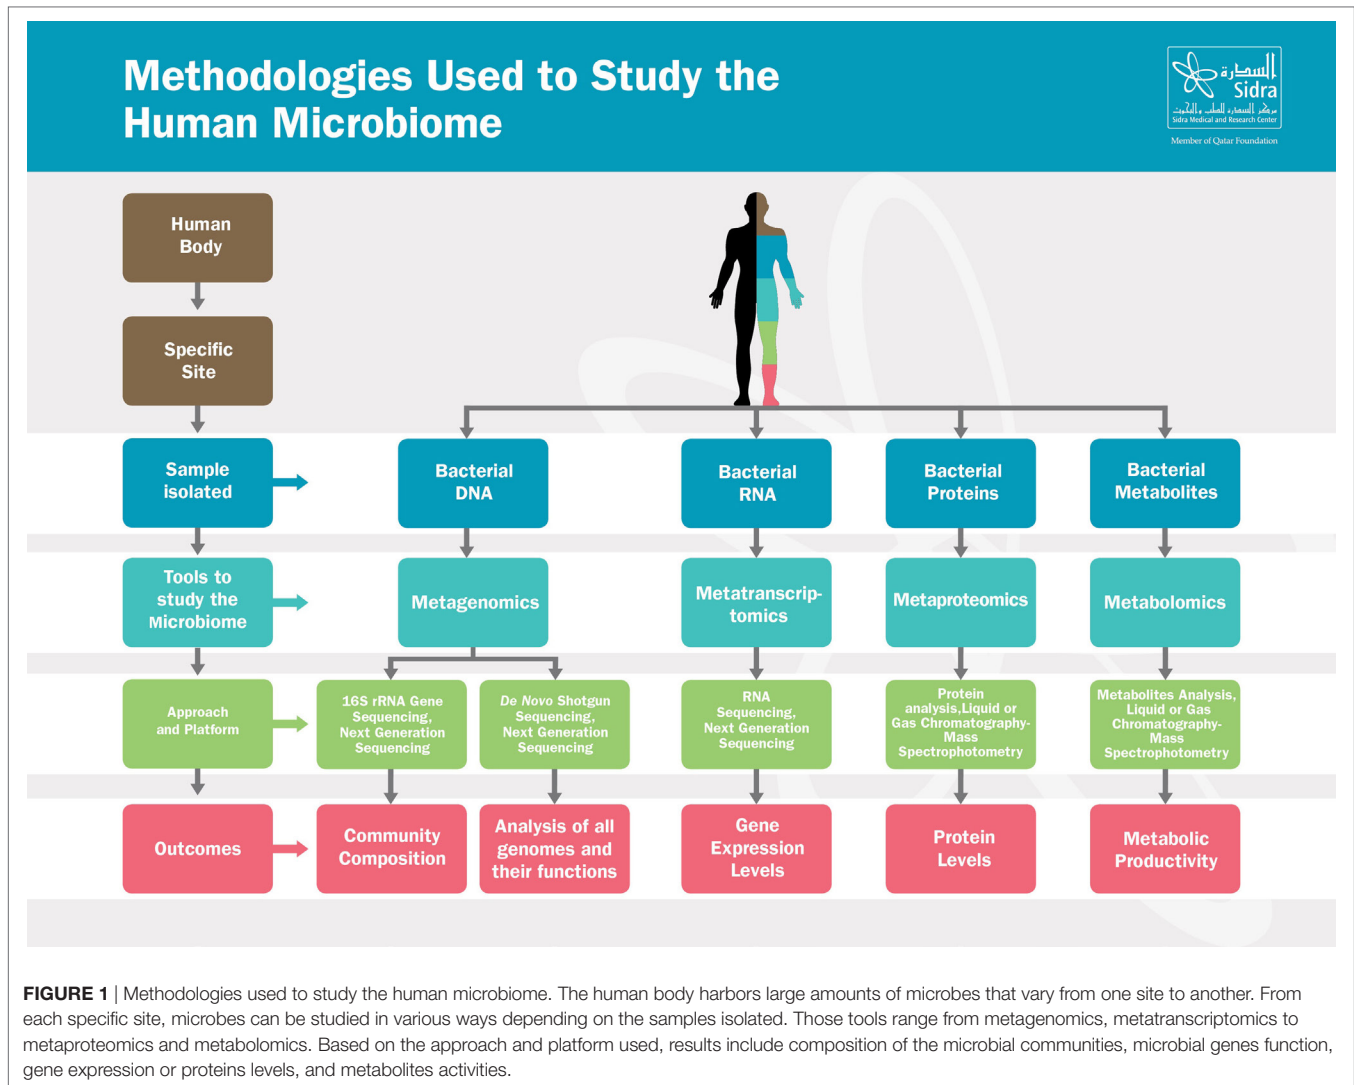 Methodologies Used to Study the
Human Microbiome
السدرة
Sidra
مركز السدرة للطب والبحوث
Sidra Medical and Research Center
Member of Qatar Foundation
Human
Body
Specific
Site
Sample
isolated
Bacterial
DNA
Bacterial
RNA
Bacterial
Proteins
Bacterial
Metabolites
Tools to
study the
Microbiome
Metagenomics
Metatranscrip-
tomics
Metaproteomics
Metabolomics
Approach
and Platform
16S rRNA Gene
Sequencing,
Next Generation
Sequencing
De Novo Shotgun
Sequencing,
Next Generation
Sequencing
RNA
Sequencing,
Next Generation
Sequencing
Protein
analysis,Liquid or
Gas Chromatography-
Mass
Spectrophotometry
Metabolites Analysis,
Liquid or Gas
Chromatography-
Mass
Spectrophotometry
Outcomes
Community
Composition
Analysis of all
genomes and
their functions
Gene
Expression
Levels
Protein
Levels
Metabolic
Productivity
FIGURE 1 | Methodologies used to study the human microbiome. The human body harbors large amounts of microbes that vary from one site to another. From
each specific site, microbes can be studied in various ways depending on the samples isolated. Those tools range from metagenomics, metatranscriptomics to
metaproteomics and metabolomics. Based on the approach and platform used, results include composition of the microbial communities, microbial genes function,
gene expression or proteins levels, and metabolites activities.